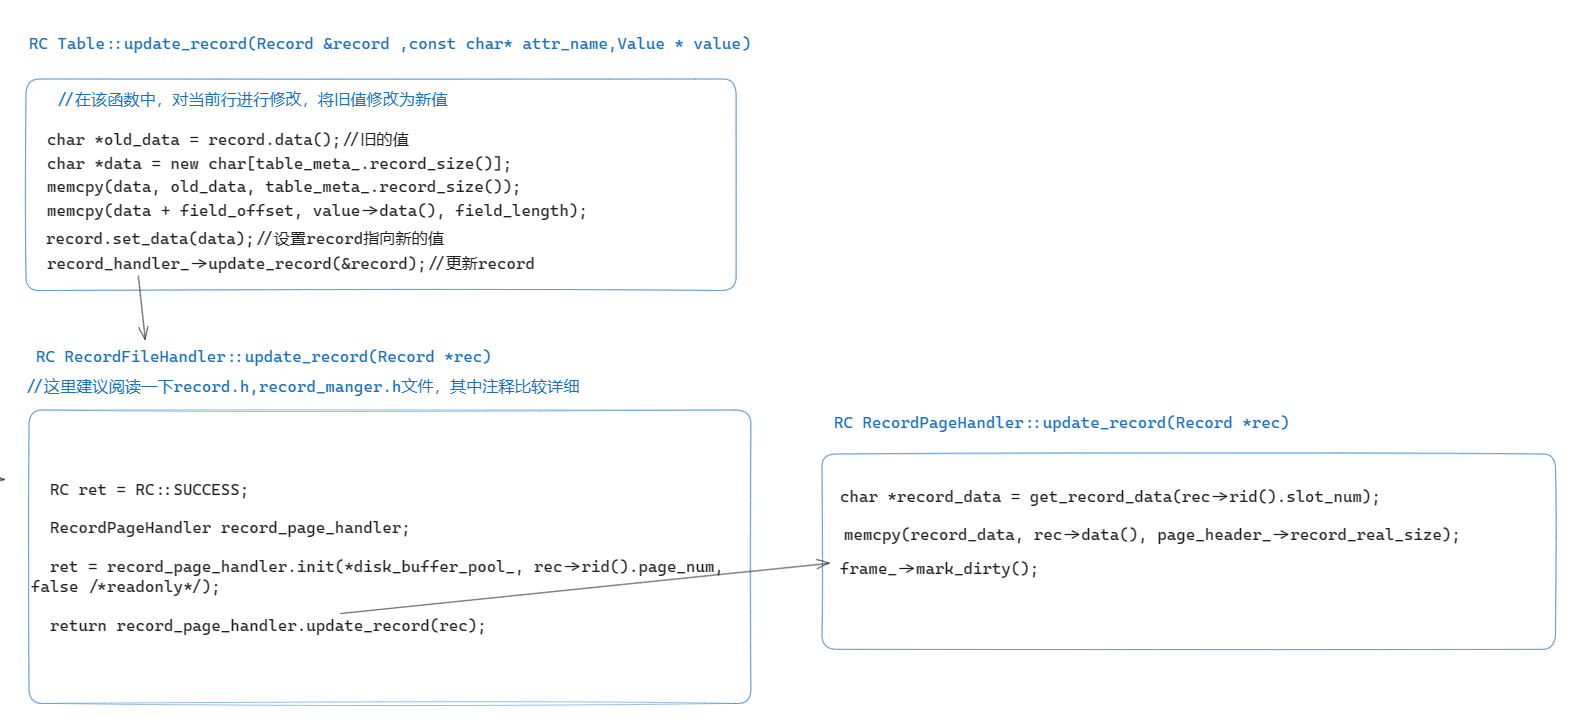 RC Table::update_record(Record &record ,const char* attr_name,Value * value)
//在该函数中，对当前行进行修改，将旧值修改为新值
char *old_data = record.data();//旧的值
char *data = new char[table_meta_.record_size()];
memcpy(data, old_data, table_meta_.record_size());
memcpy(data + field_offset, value->data(), field_length);
record.set_data(data);//设置record指向新的值
record_handler_->update_record(&record);//更新record
RC RecordFileHandler::update_record(Record *rec)
//这里建议阅读一下record.h,record_manger.h文件，其中注释比较详细
RC ret = RC::SUCCESS;
RecordPageHandler record_page_handler;
ret = record_page_handler.init(*disk_buffer_pool_, rec->rid().page_num,
false /*readonly*/);
return record_page_handler.update_record(rec);
RC RecordPageHandler::update_record(Record *rec)
char *record_data = get_record_data(rec->rid().slot_num);
memcpy(record_data, rec->data(), page_header_->record_real_size);
frame_->mark_dirty();